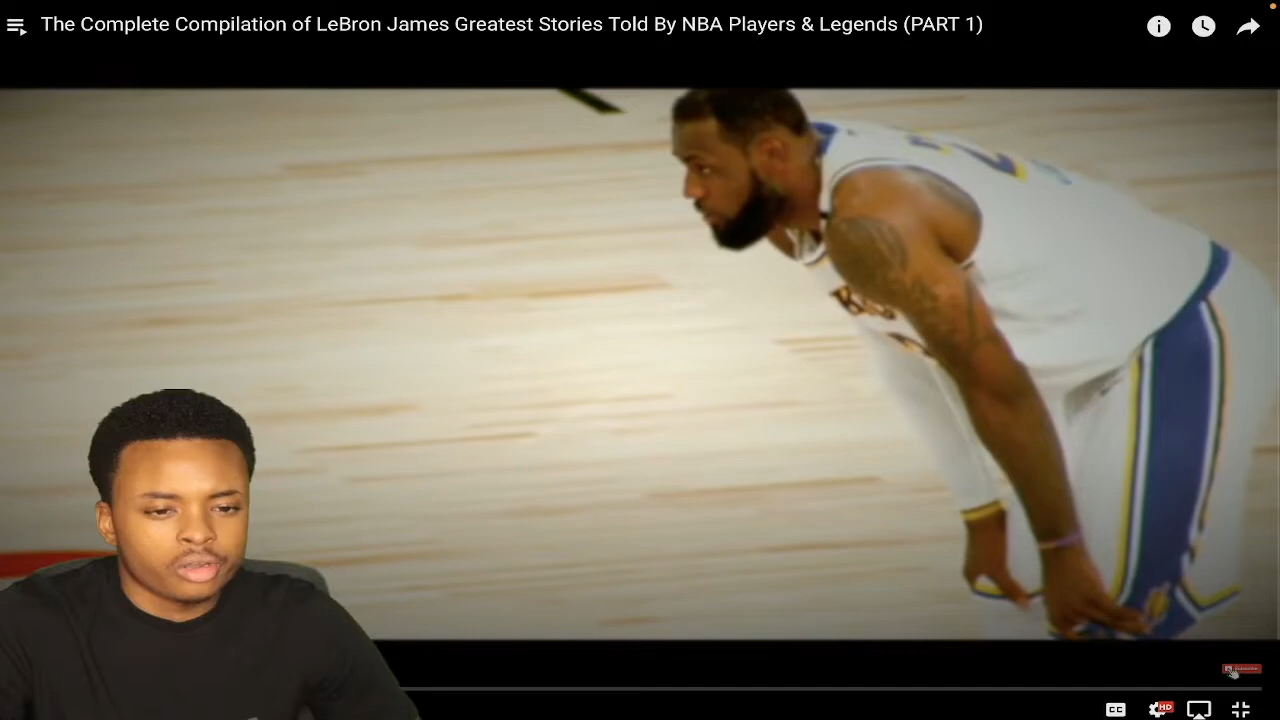 The Complete Compilation of LeBron James Greatest Stories Told By NBA Players & Legends (PART 1)
CC
HD